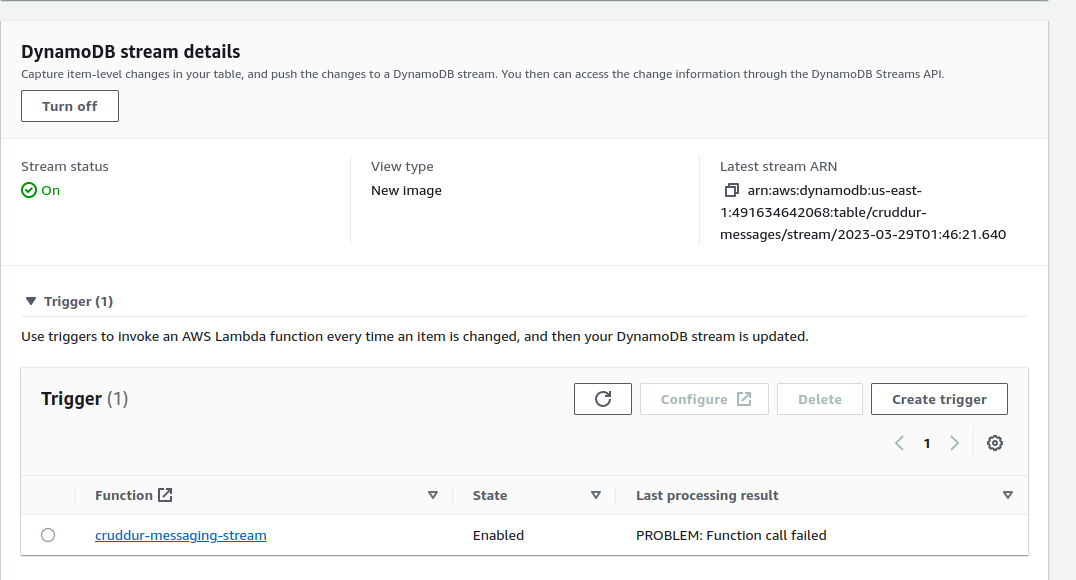 DynamoDB stream details
Capture item-level changes in your table, and push the changes to a DynamoDB stream. You then can access the change information through the DynamoDB Streams API.
Turn off
Stream status
On
View type
New image
Latest stream ARN
arn:aws:dynamodb:us-east-
1:491634642068:table/cruddur-
messages/stream/2023-03-29T01:46:21.640
Trigger (1)
Use triggers to invoke an AWS Lambda function every time an item is changed, and then your DynamoDB stream is updated.
Trigger (1)
Configure
Delete
Create trigger
1
Function
State
Last processing result
cruddur-messaging-stream
Enabled
PROBLEM: Function call failed